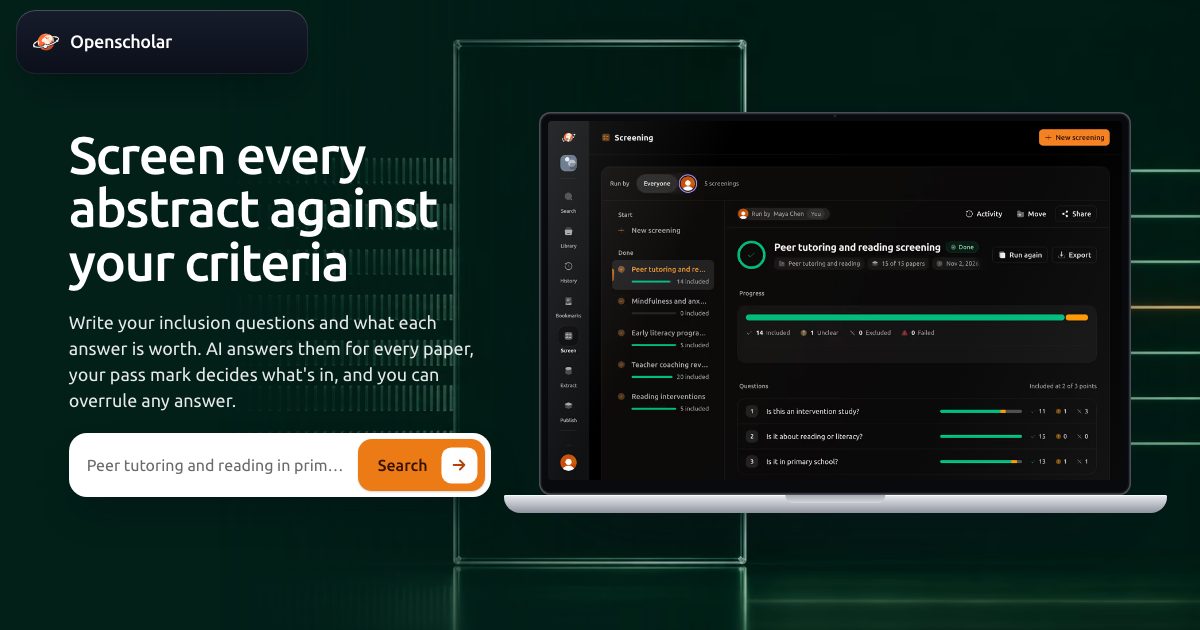 Openscholar
Screen every
abstract against
your criteria
Write your inclusion questions and what each
answer is worth. AI answers them for every paper,
your pass mark decides what's in, and you can
overrule any answer.
Peer tutoring and reading in prim...
Search
Screening
New screening
Run by
Everyone
5 screenings
Search
Library
History
Bookmarks
Screen
Extract
Publish
Start
New screening
Done
Peer tutoring and re...
14 included
Mindfulness and anx...
0 included
Early literacy progra...
5 included
Teacher coaching rev...
20 included
Reading interventions
5 included
Run by Maya Chen You
Activity
Move
Share
Peer tutoring and reading screening
Done
Peer tutoring and reading
15 of 15 papers
Nov 2, 2026
Run again
Export
Progress
14 Included
1 Unclear
0 Excluded
0 Failed
Questions
Included at 2 of 3 points
1 Is this an intervention study? 11 1 3
2 Is it about reading or literacy? 15 0 0
3 Is it in primary school? 13 1 1